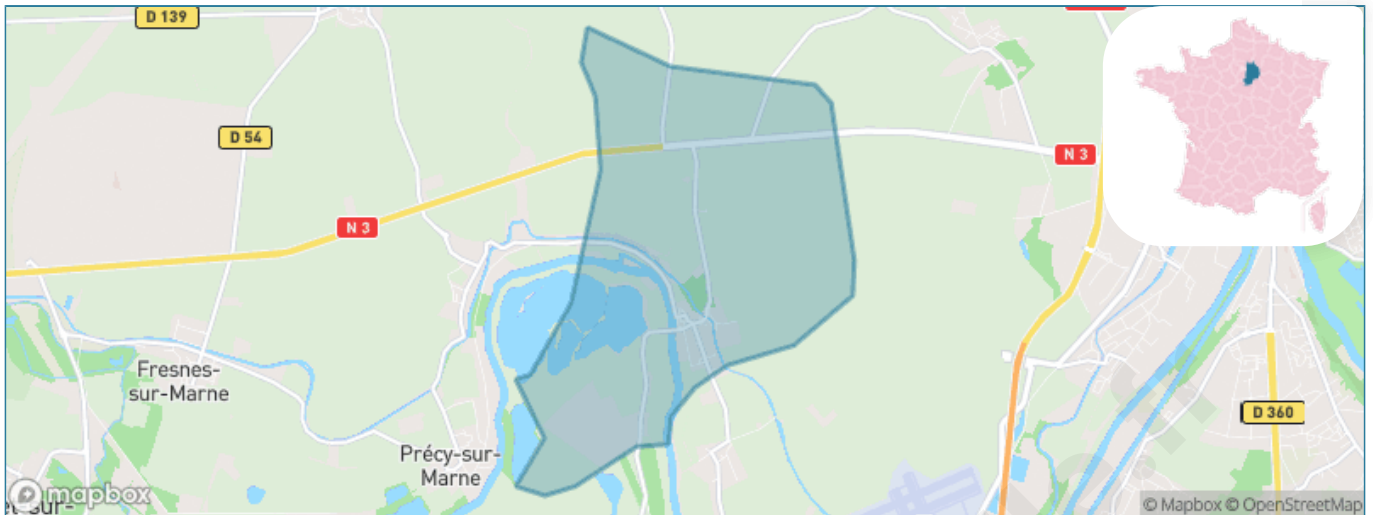 D 139
D 54
N 3
N 3
Fresnes-
sur-Marne
D 360
Précy-sur-
Marne
mapbox
© Mapbox © OpenStreetMap